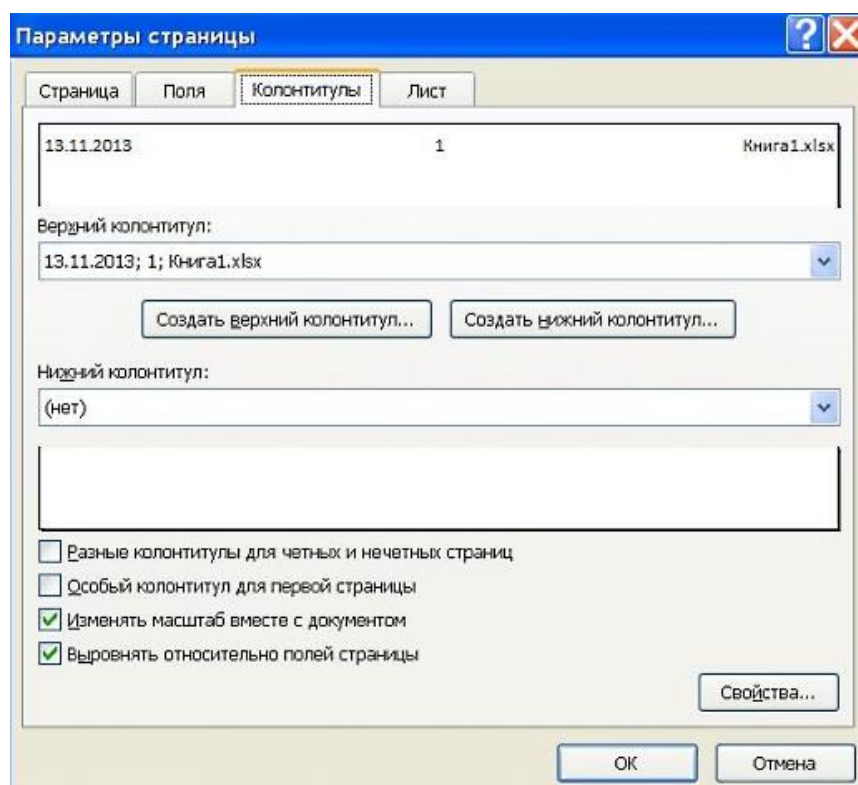 Параметры страницы
Страница Поля Колонтитулы Лист
13.11.2013 1 Книга1.xlsx
Верхний колонтитул:
13.11.2013; 1; Книга1.xlsx
Создать верхний колонтитул... Создать нижний колонтитул...
Нижний колонтитул:
(нет)
Разные колонтитулы для четных и нечетных страниц
Особый колонтитул для первой страницы
Изменять масштаб вместе с документом
Выровнять относительно полей страницы
Свойства...
ОК Отмена